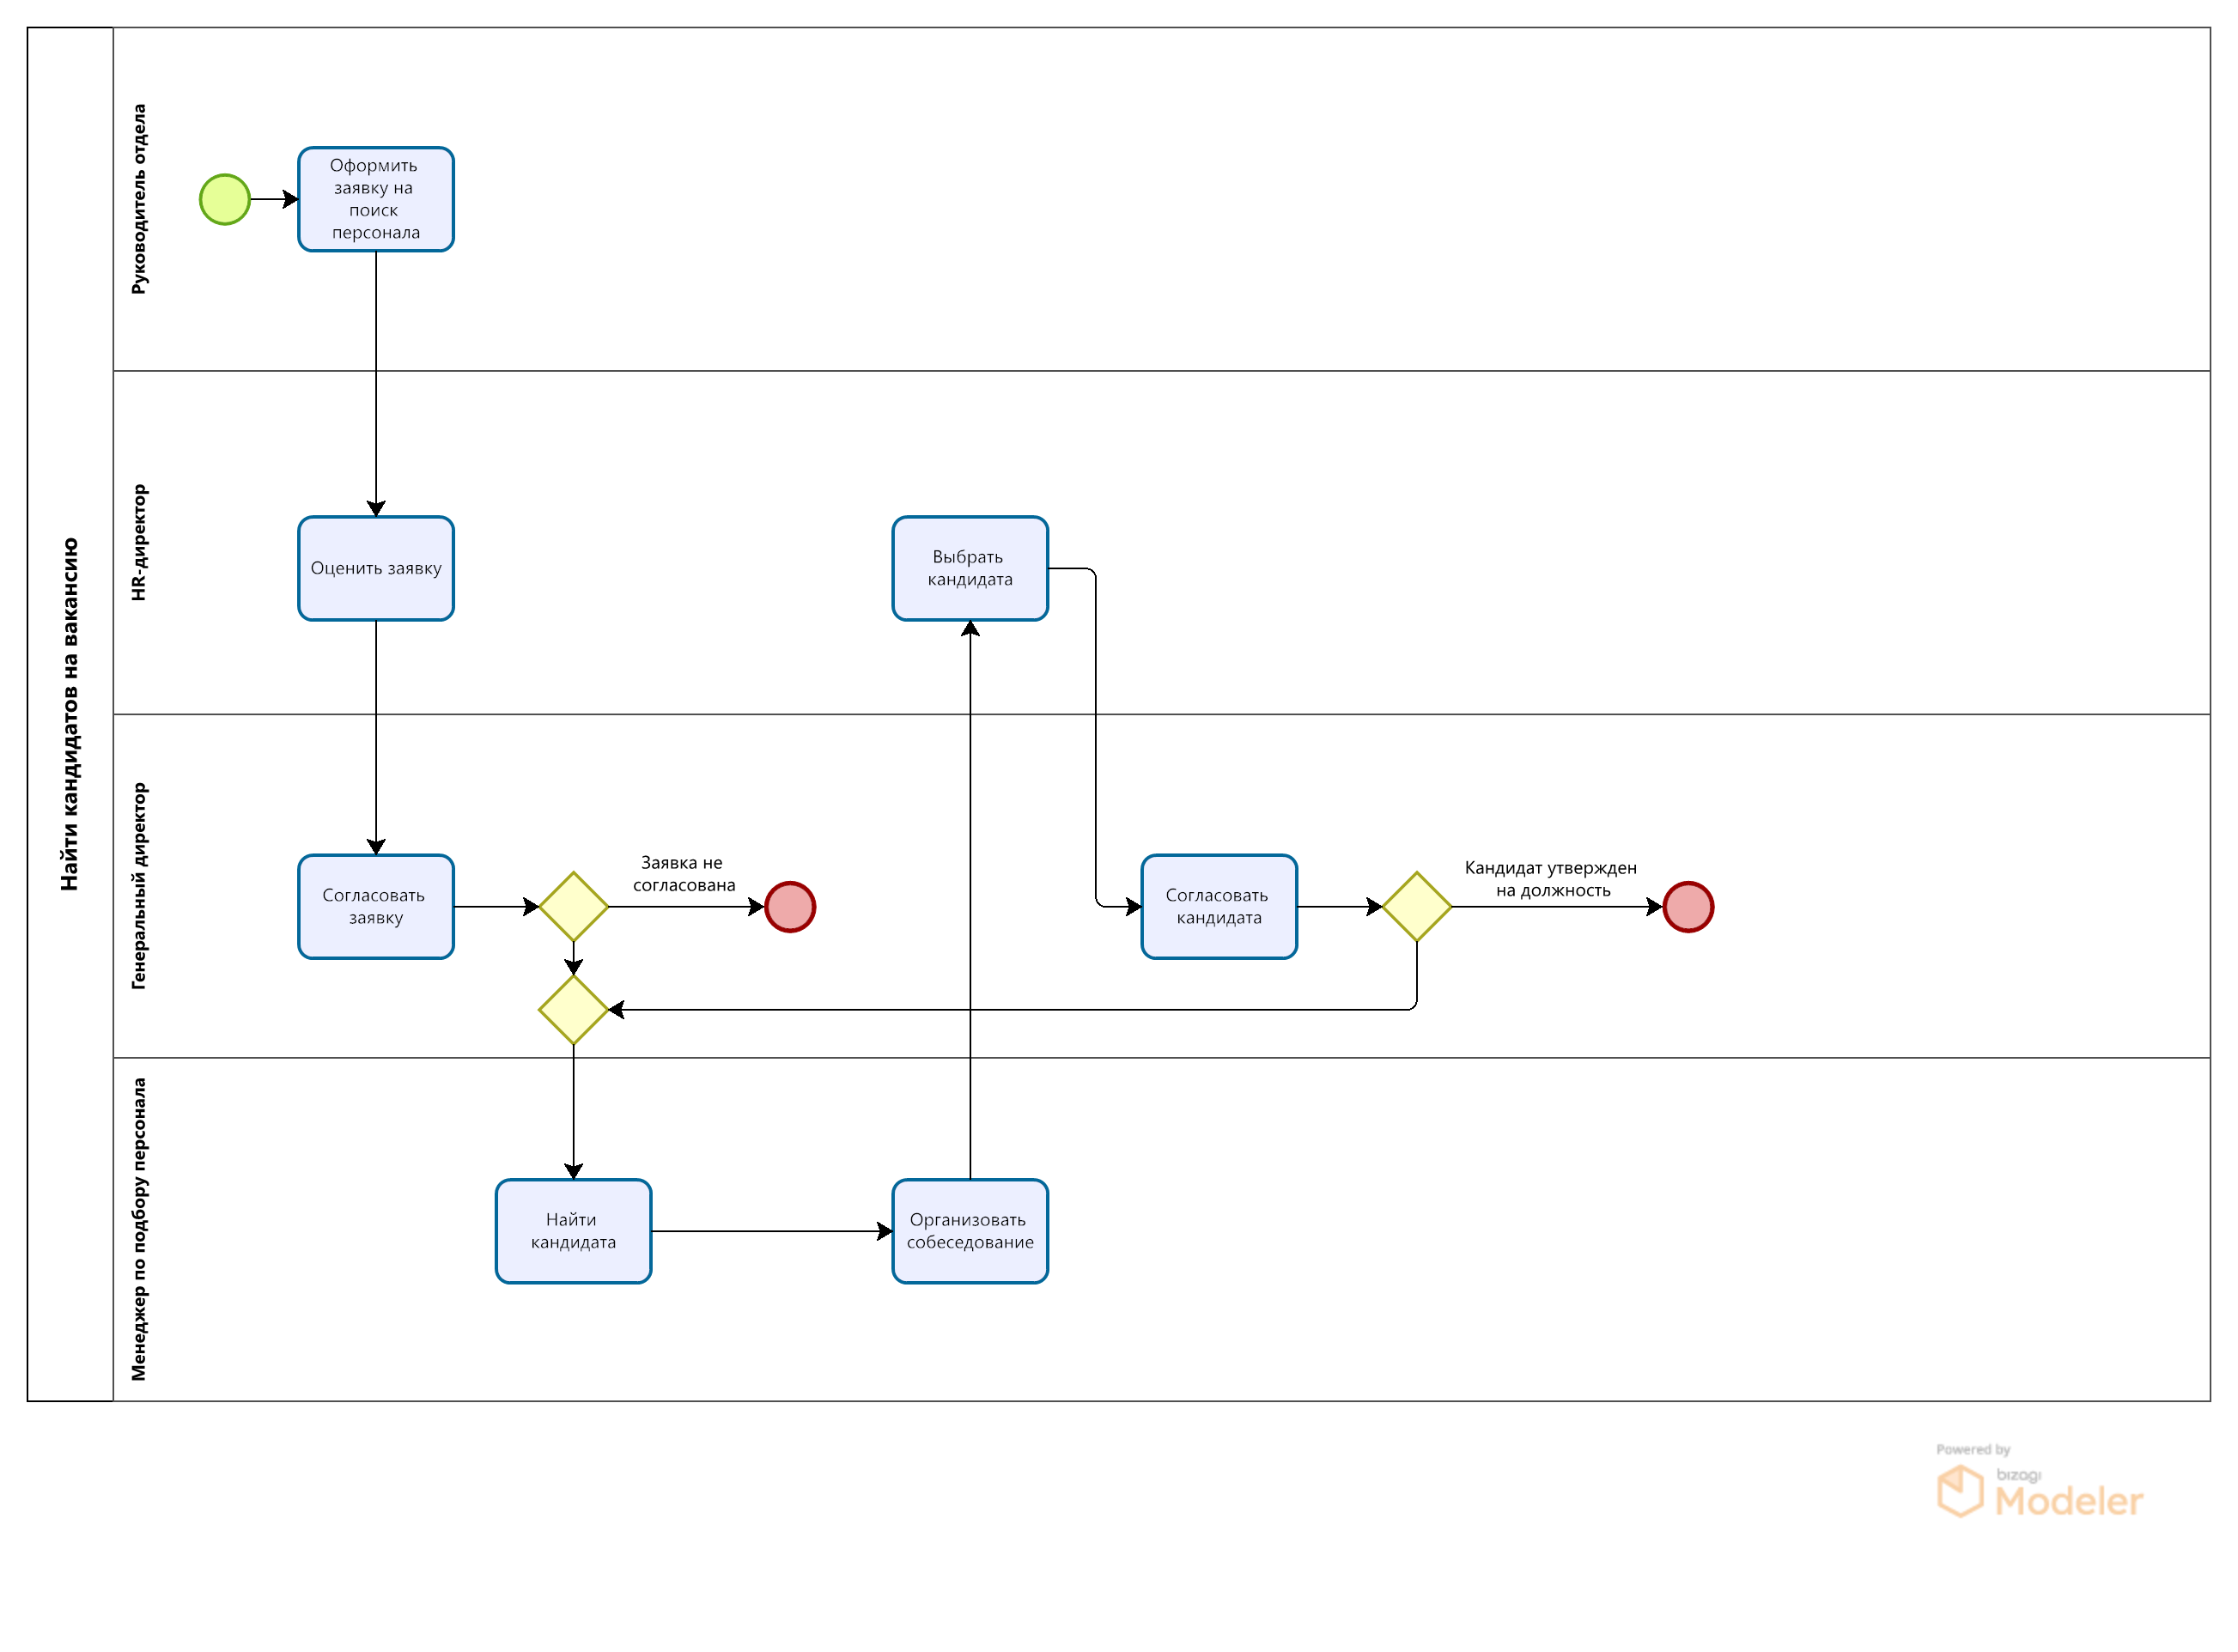 Найти кандидатов на вакансию
Руководитель отдела
Оформить
заявку на
поиск
персонала
HR-директор
Оценить заявку
Выбрать
кандидата
Генеральный директор
Согласовать
заявку
Заявка не
согласована
Согласовать
кандидата
Кандидат утвержден
на должность
Менеджер по подбору персонала
Найти
кандидата
Организовать
собеседование
Powered by
bizagi
Modeler